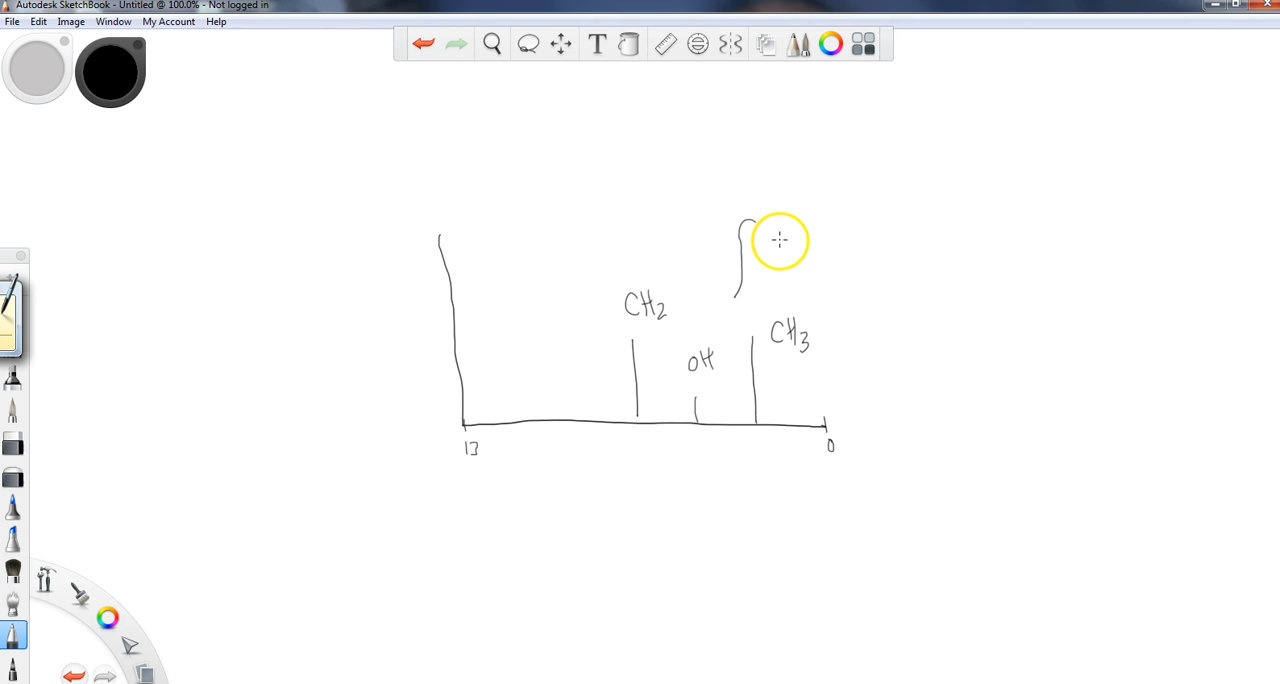 Autodesk SketchBook - Untitled @ 100.0% - Not logged in
File Edit Image Window My Account Help
T
CH2
OH
CH3
13
0